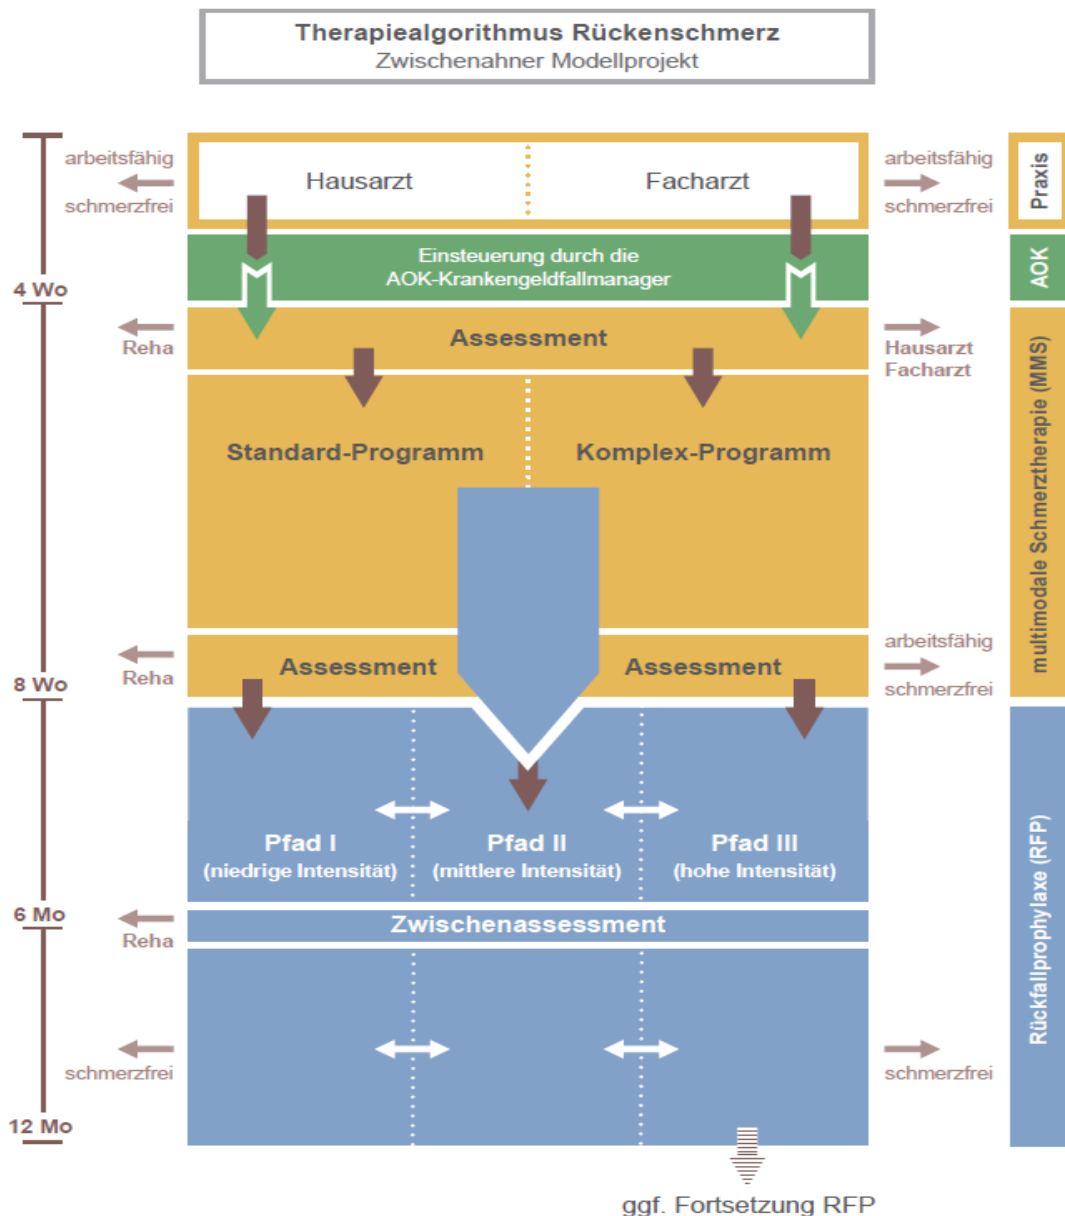 Therapiealgorithmus Rückenschmerz
Zwischenahner Modellprojekt
arbeitsfähig
schmerzfrei
Hausarzt
Facharzt
arbeitsfähig
schmerzfrei
Praxis
Einsteuerung durch die
AOK-Krankengeldfallmanager
AOK
4 Wo
Reha
Assessment
Hausarzt
Facharzt
Standard-Programm
Komplex-Programm
multimodale Schmerztherapie (MMS)
Reha
Assessment
Assessment
arbeitsfähig
schmerzfrei
8 Wo
Pfad I
(niedrige Intensität)
Pfad II
(mittlere Intensität)
Pfad III
(hohe Intensität)
Rückfallprophylaxe (RFP)
6 Mo
Reha
Zwischenassessment
schmerzfrei
schmerzfrei
12 Mo
ggf. Fortsetzung RFP